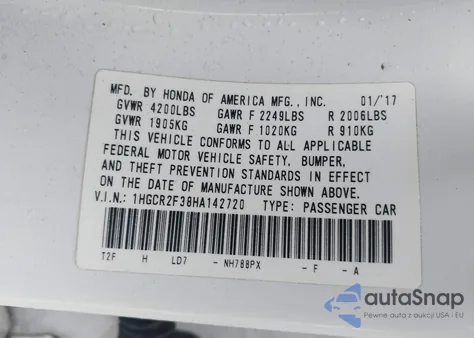 MFD. BY HONDA OF AMERICA MFG., INC. 01/'17
GVWR 4200LBS GAWR F 2249LBS R 2006LBS
GVWR 1905KG GAWR F 1020KG R 910KG
THIS VEHICLE CONFORMS TO ALL APPLICABLE
FEDERAL MOTOR VEHICLE SAFETY, BUMPER,
AND THEFT PREVENTION STANDARDS IN EFFECT
ON THE DATE OF MANUFACTURE SHOWN ABOVE.
V.I.N.: 1HGCR2F38HA142720 TYPE: PASSENGER CAR
T2F H LD7 - NH788PX - F - A
autoSnap
Pewne auta z aukcji USA i EU